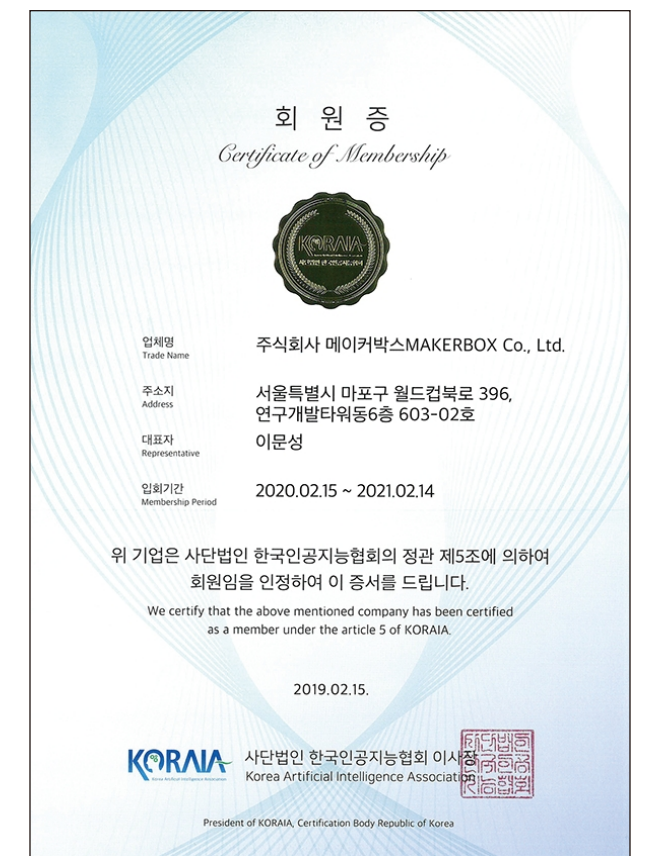 회 원 증
Certificate of Membership
KORAIA
업체명
Trade Name
주식회사 메이커박스MAKERBOX Co., Ltd.
주소지
Address
서울특별시 마포구 월드컵북로 396,
연구개발타워동6층 603-02호
대표자
Representative
이문성
입회기간
Membership Period
2020.02.15 ~ 2021.02.14
위 기업은 사단법인 한국인공지능협회의 정관 제5조에 의하여
회원임을 인정하여 이 증서를 드립니다.
We certify that the above mentioned company has been certified
as a member under the article 5 of KORAIA.
2019.02.15.
KORAIA
Korea Artificial Intelligence Association
사단법인 한국인공지능협회 이사장
Korea Artificial Intelligence Association
President of KORAIA, Certification Body Republic of Korea